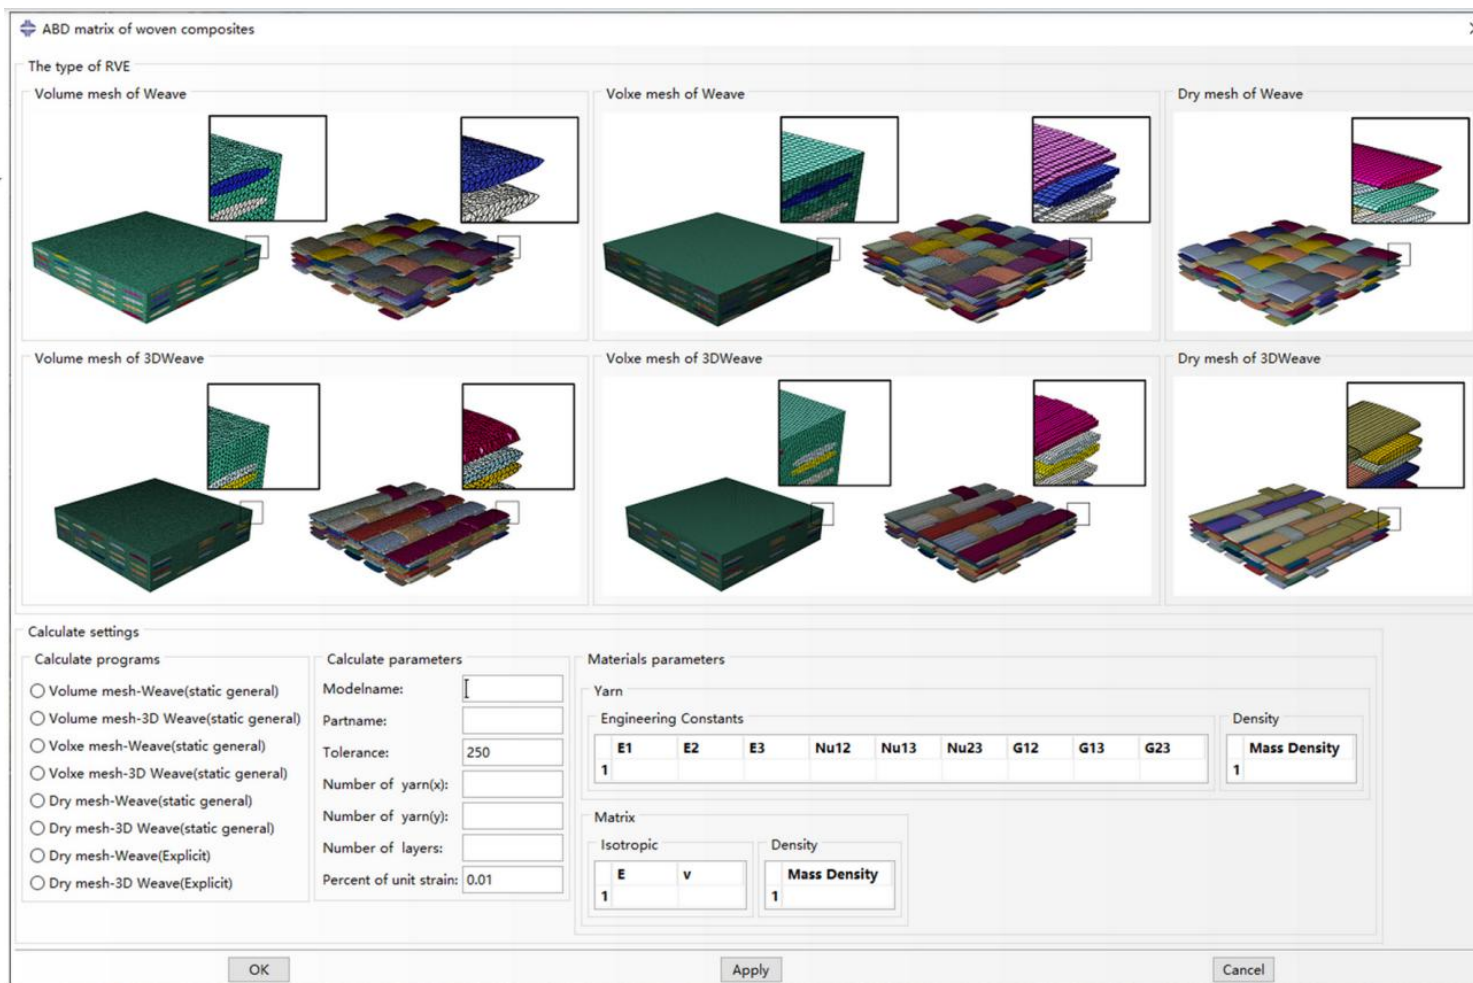 ABD matrix of woven composites
The type of RVE
Volume mesh of Weave
Volxe mesh of Weave
Dry mesh of Weave
Volume mesh of 3DWeave
Volxe mesh of 3DWeave
Dry mesh of 3DWeave
Calculate settings
Calculate programs
Volume mesh-Weave(static general)
Volume mesh-3D Weave(static general)
Volxe mesh-Weave(static general)
Volxe mesh-3D Weave(static general)
Dry mesh-Weave(static general)
Dry mesh-3D Weave(static general)
Dry mesh-Weave(Explicit)
Dry mesh-3D Weave(Explicit)
Calculate parameters
Modelname:
Partname:
Tolerance: 250
Number of yarn(x):
Number of yarn(y):
Number of layers:
Percent of unit strain: 0.01
Materials parameters
Yarn
Engineering Constants
E1 E2 E3 Nu12 Nu13 Nu23 G12 G13 G23
1
Density
Mass Density
1
Matrix
Isotropic
E v
1
Density
Mass Density
1
OK Apply Cancel